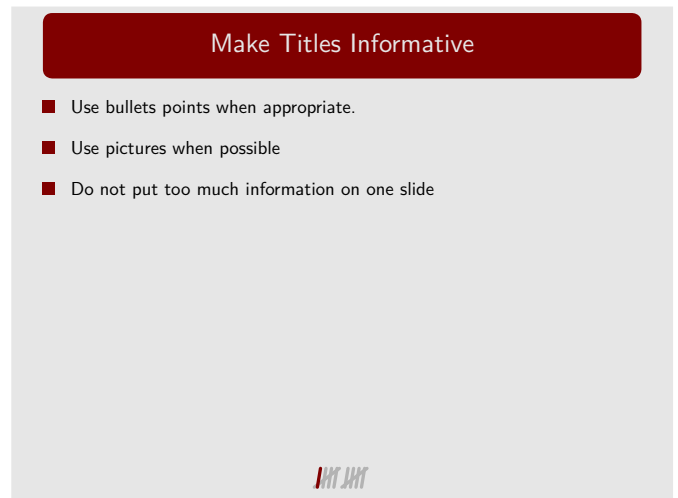 Make Titles Informative
Use bullets points when appropriate.
Use pictures when possible
Do not put too much information on one slide